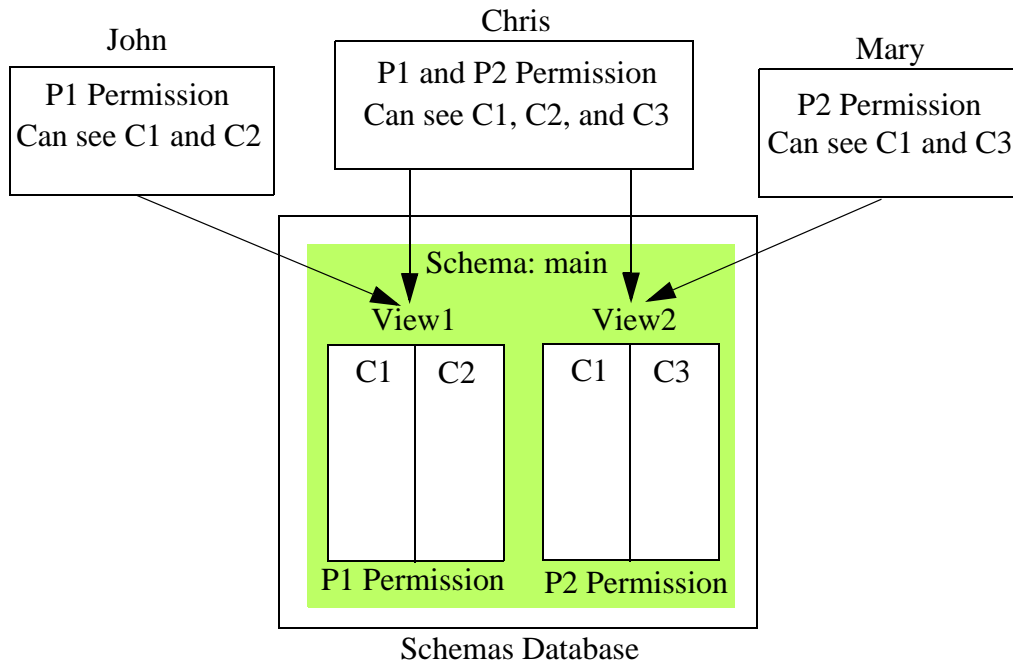 John
P1 Permission
Can see C1 and C2
Chris
P1 and P2 Permission
Can see C1, C2, and C3
Mary
P2 Permission
Can see C1 and C3
Schema: main
View1
View2
C1
C2
C1
C3
P1 Permission
P2 Permission
Schemas Database